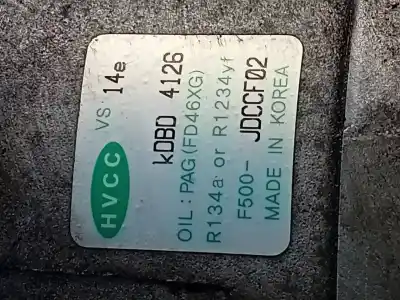 HVCC VS 14e
kDBD 4126
OIL : PAG (FD46XG)
R134a or R1234yf
F500- JDCCF02
MADE IN KOREA